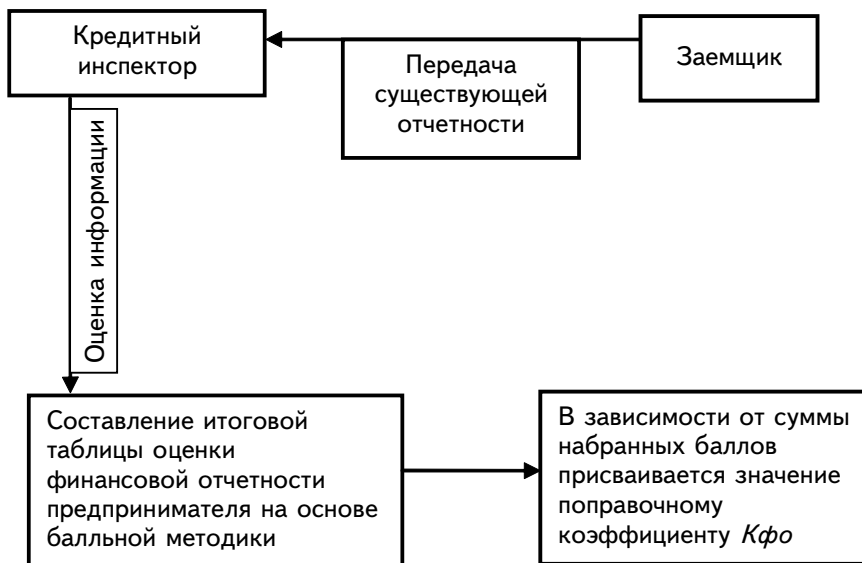 Кредитный
инспектор
Передача
существующей
отчетности
Заемщик
Оценка информации
Составление итоговой
таблицы оценки
финансовой отчетности
предпринимателя на основе
балльной методики
В зависимости от суммы
набранных баллов
присваивается значение
поправочному
коэффициенту Кфо